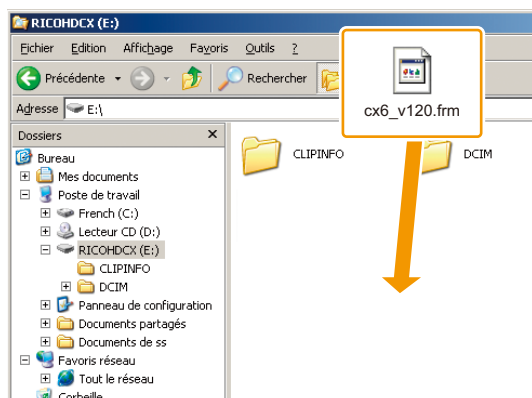 RICOHDCX (E:)
Fichier Edition Affichage Favoris Outils ?
Précédente Rechercher
Adresse E:\
cx6_v120.frm
Dossiers
Bureau
Mes documents
Poste de travail
French (C:)
Lecteur CD (D:)
RICOHDCX (E:)
CLIPINFO
DCIM
Panneau de configuration
Documents partagés
Documents de ss
Favoris réseau
Tout le réseau
Corbeille
CLIPINFO
DCIM